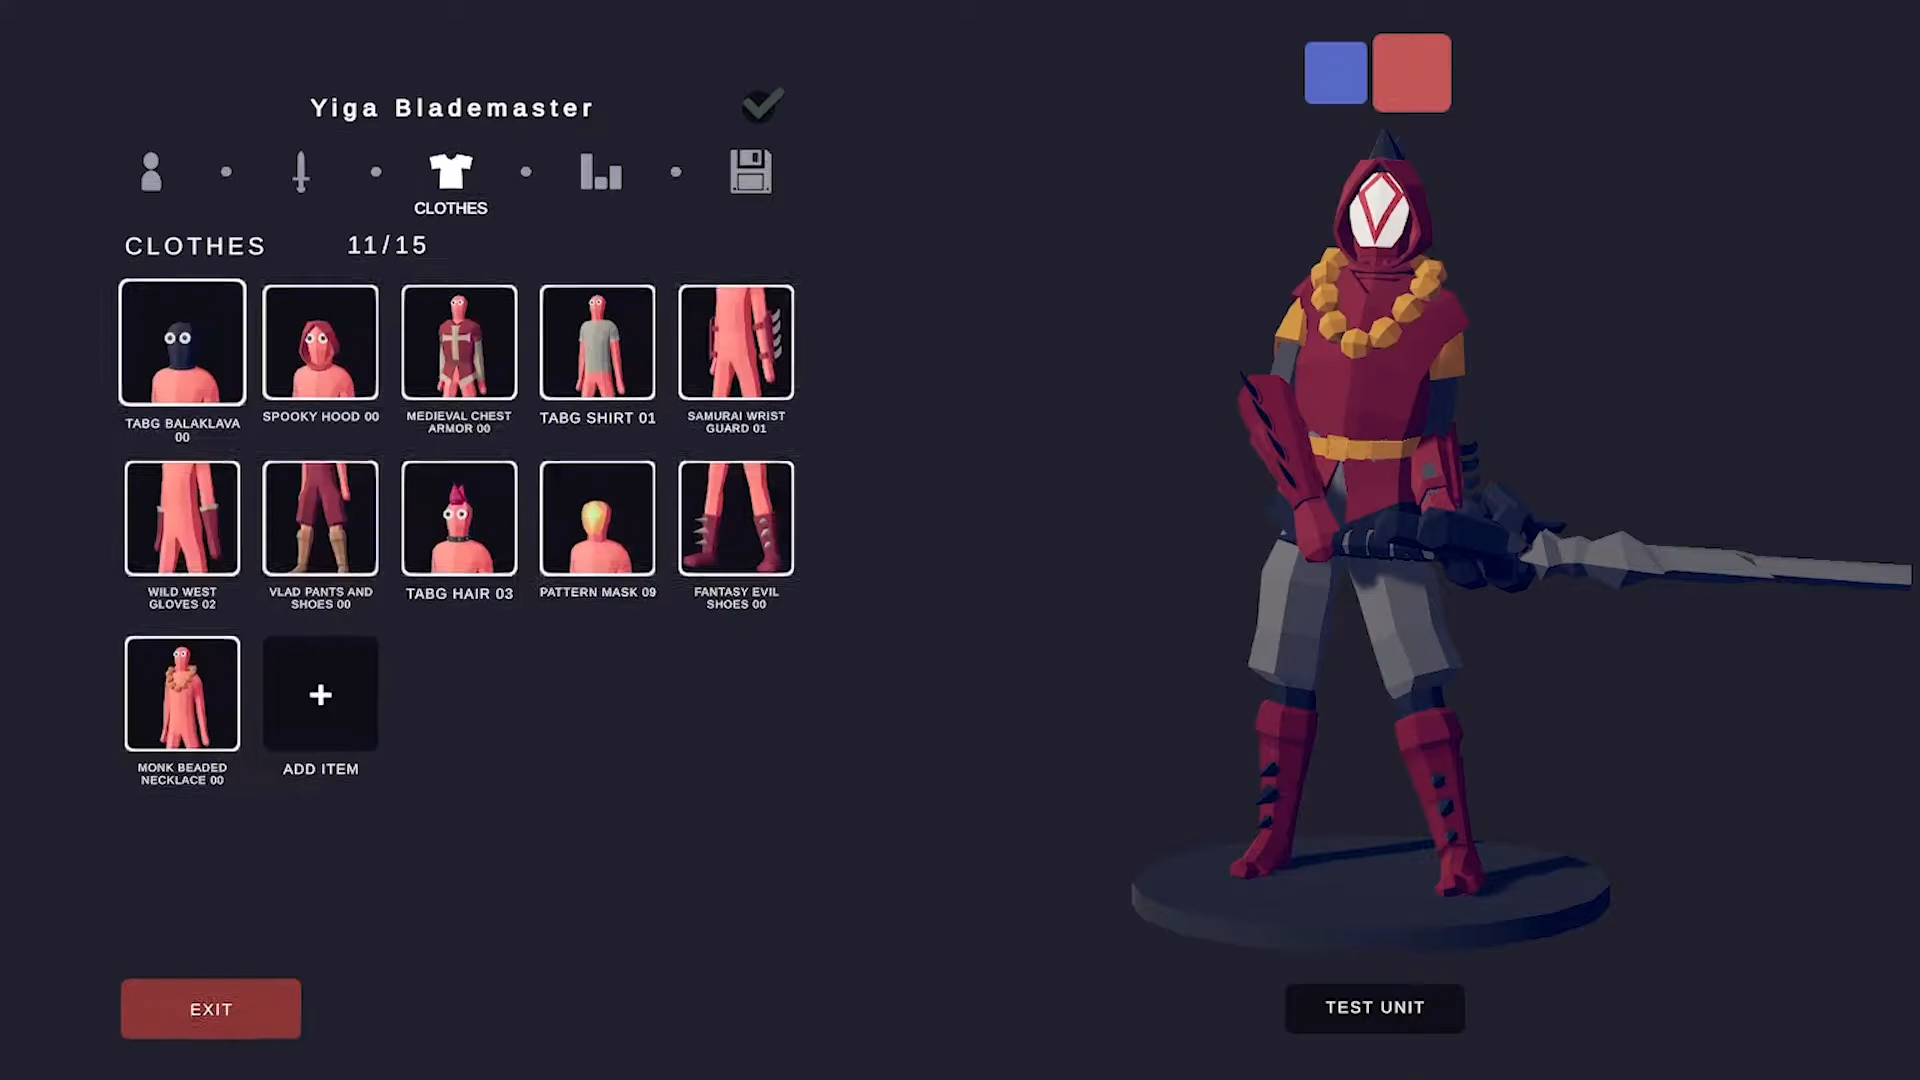 Yiga Blademaster
CLOTHES
CLOTHES 11/15
TABG BALAKLAVA
00
SPOOKY HOOD 00
MEDIEVAL CHEST
ARMOR 00
TABG SHIRT 01
SAMURAI WRIST
GUARD 01
WILD WEST
GLOVES 02
VLAD PANTS AND
SHOES 00
TABG HAIR 03
PATTERN MASK 09
FANTASY EVIL
SHOES 00
MONK BEADED
NECKLACE 00
+
ADD ITEM
EXIT
TEST UNIT